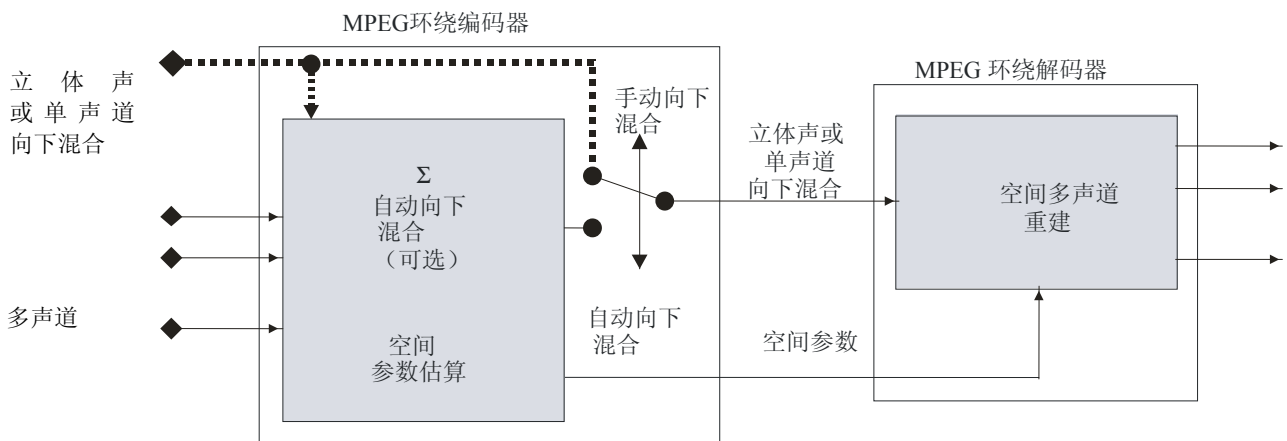 MPEG环绕编码器
立体声
或单声道
向下混合
多声道
Σ
自动向下
混合
（可选）
空间
参数估算
手动向下
混合
自动向下
混合
立体声或
单声道
向下混合
空间参数
MPEG 环绕解码器
空间多声道
重建